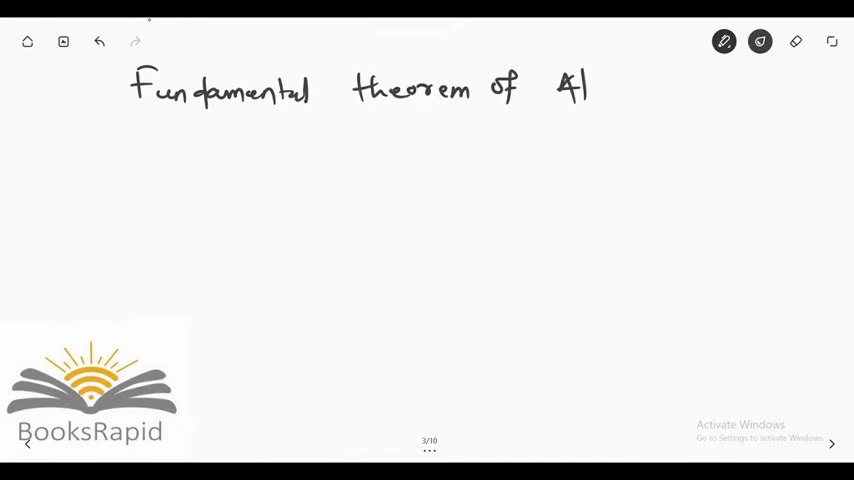 Fundamental theorem of Al
BooksRapid
3/10
Activate Windows
Go to Settings to activate Windows.